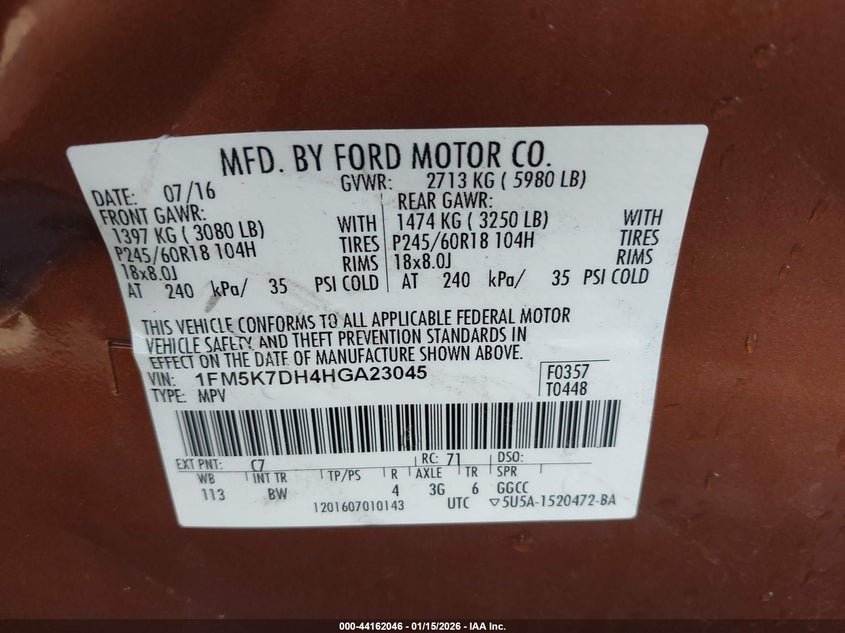 MFD. BY FORD MOTOR CO.
DATE: 07/16 GVWR: 2713 KG ( 5980 LB)
FRONT GAWR: REAR GAWR:
1397 KG ( 3080 LB) WITH 1474 KG ( 3250 LB) WITH
P245/60R18 104H TIRES P245/60R18 104H TIRES
18x8.0J RIMS 18x8.0J RIMS
AT 240 kPa/ 35 PSI COLD AT 240 kPa/ 35 PSI COLD
THIS VEHICLE CONFORMS TO ALL APPLICABLE FEDERAL MOTOR
VEHICLE SAFETY AND THEFT PREVENTION STANDARDS IN
EFFECT ON THE DATE OF MANUFACTURE SHOWN ABOVE.
VIN: 1FM5K7DH4HGA23045 F0357
TYPE: MPV T0448
EXT PNT: C7 RC: 71 DSO:
WB INT TR TP/PS R AXLE TR SPR
113 BW 4 3G 6 GGCC
1201607010143 UTC ▽5U5A-1520472-BA
000-44162046 - 01/15/2026 - IAA Inc.